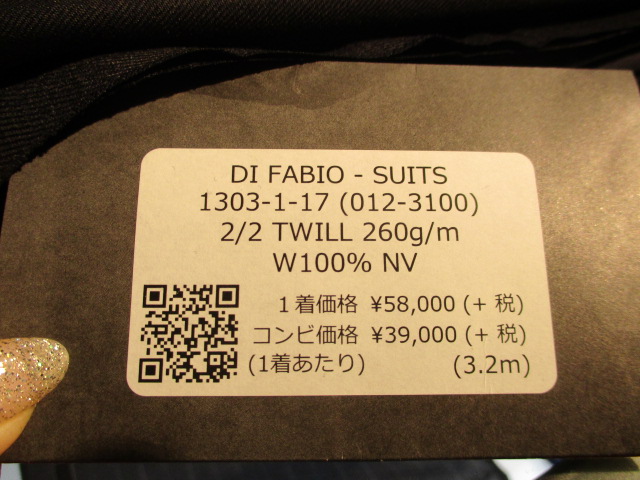 DI FABIO - SUITS
1303-1-17 (012-3100)
2/2 TWILL 260g/m
W100% NV
1着価格 ¥58,000 (+ 税)
コンビ価格 ¥39,000 (+ 税)
(1着あたり) (3.2m)